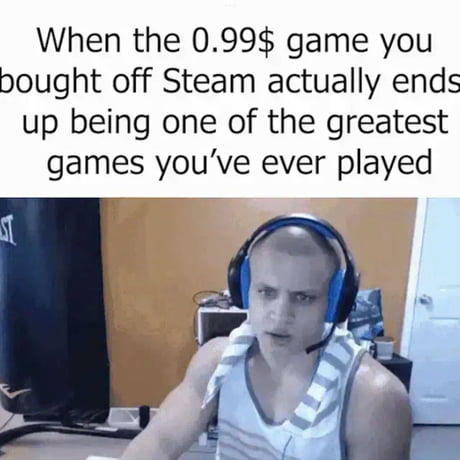 When the 0.99$ game you
bought off Steam actually ends
up being one of the greatest
games you've ever played
ST